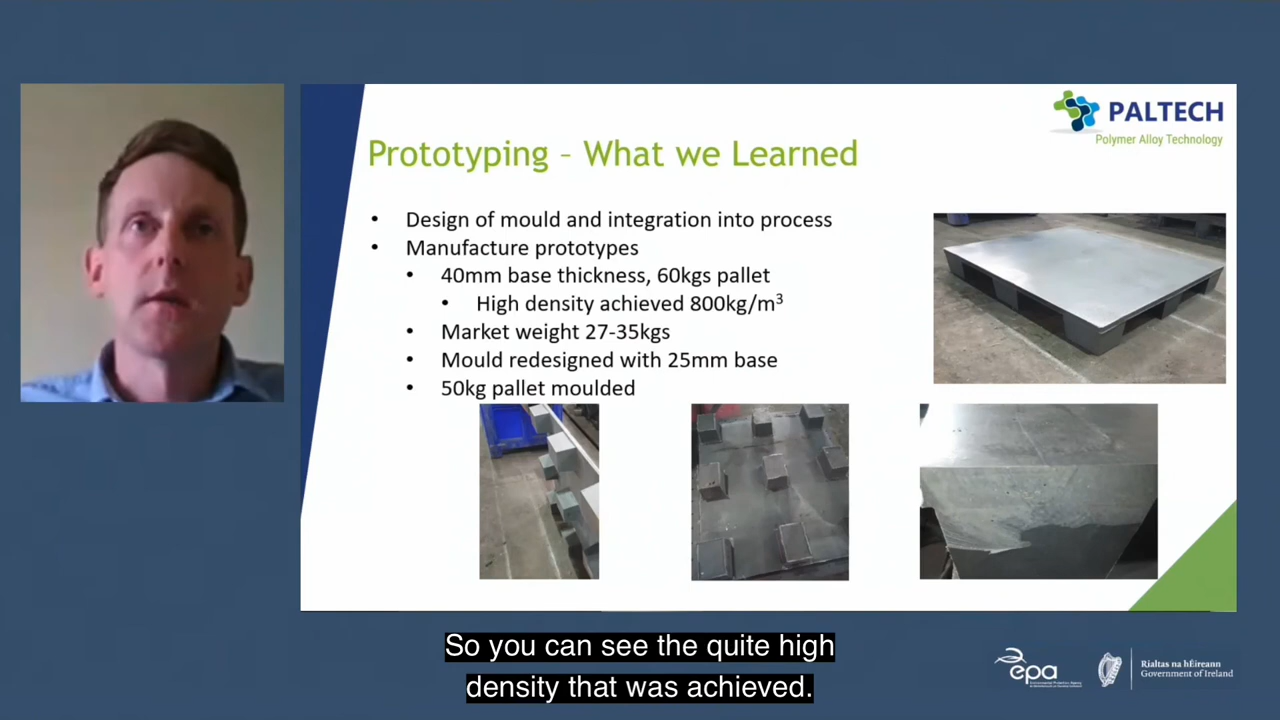 PALTECH
Polymer Alloy Technology
Prototyping – What we Learned
• Design of mould and integration into process
• Manufacture prototypes
• 40mm base thickness, 60kgs pallet
• High density achieved 800kg/m³
• Market weight 27-35kgs
• Mould redesigned with 25mm base
• 50kg pallet moulded
So you can see the quite high
density that was achieved.
epa
Rialtas na hÉireann
Government of Ireland